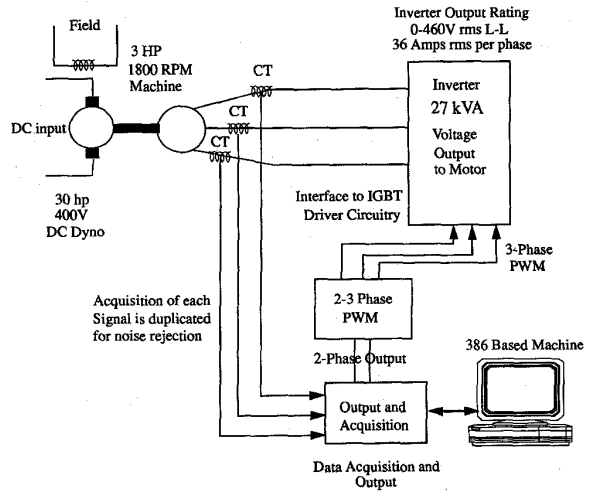 Inverter Output Rating
0-460V rms L-L
36 Amps rms per phase
Field
3 HP
1800 RPM
Machine
CT
CT
CT
DC input
30 hp
400V
DC Dyno
Inverter
27 kVA
Voltage
Output
to Motor
Interface to IGBT
Driver Circuitry
3-Phase
PWM
2-3 Phase
PWM
Acquisition of each
Signal is duplicated
for noise rejection
2-Phase Output
386 Based Machine
Output and
Acquisition
Data Acquisition and
Output